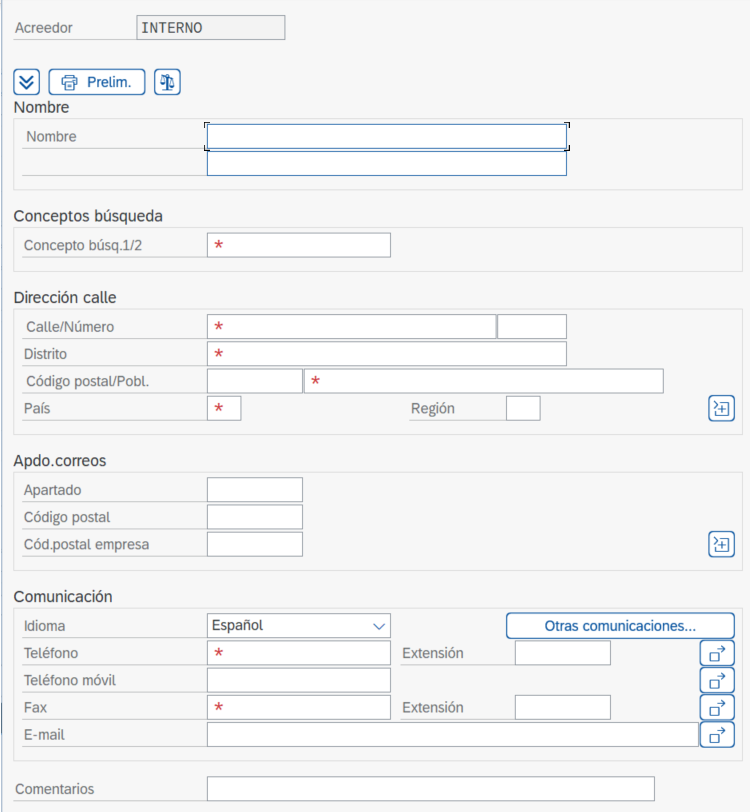 Acreedor INTERNO
Prelim.
Nombre
Nombre
Conceptos búsqueda
Concepto búsq.1/2 *
Dirección calle
Calle/Número *
Distrito *
Código postal/Pobl. *
País * Región
Apdo.correos
Apartado
Código postal
Cód.postal empresa
Comunicación
Idioma Español Otras comunicaciones...
Teléfono * Extensión
Teléfono móvil
Fax * Extensión
E-mail
Comentarios